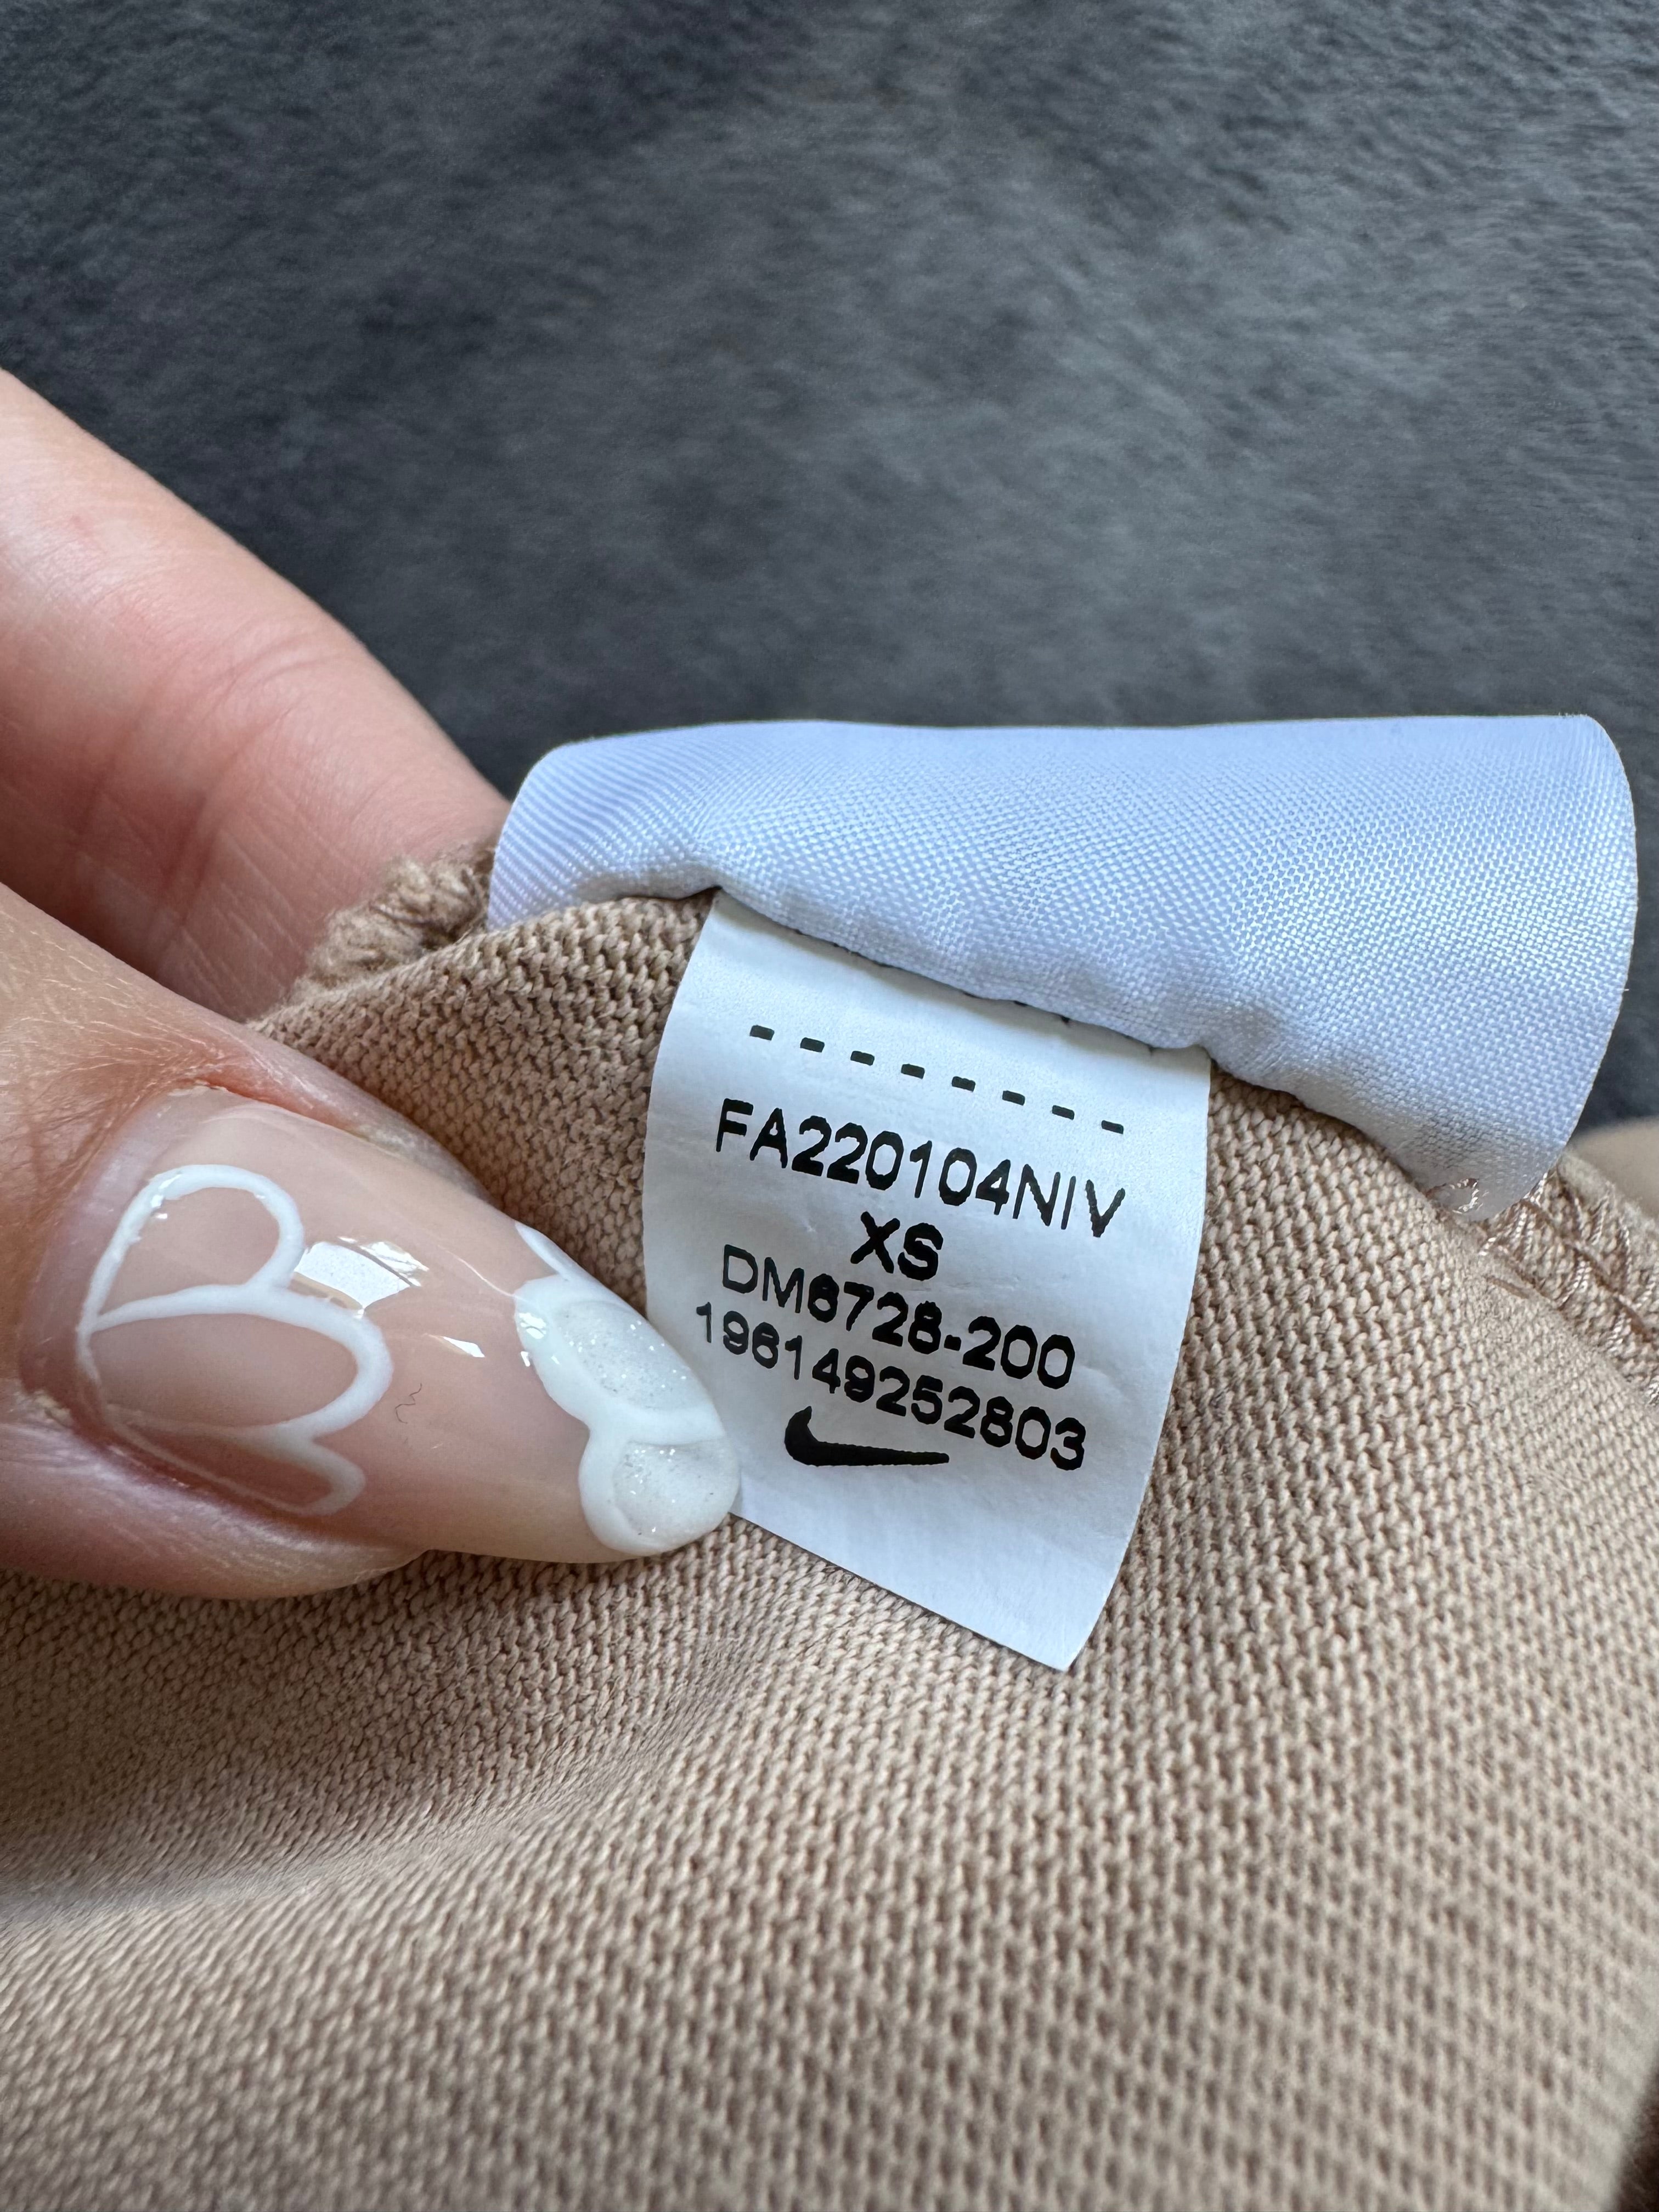 --------
FA220104NIV
XS
DM6728-200
196149252803